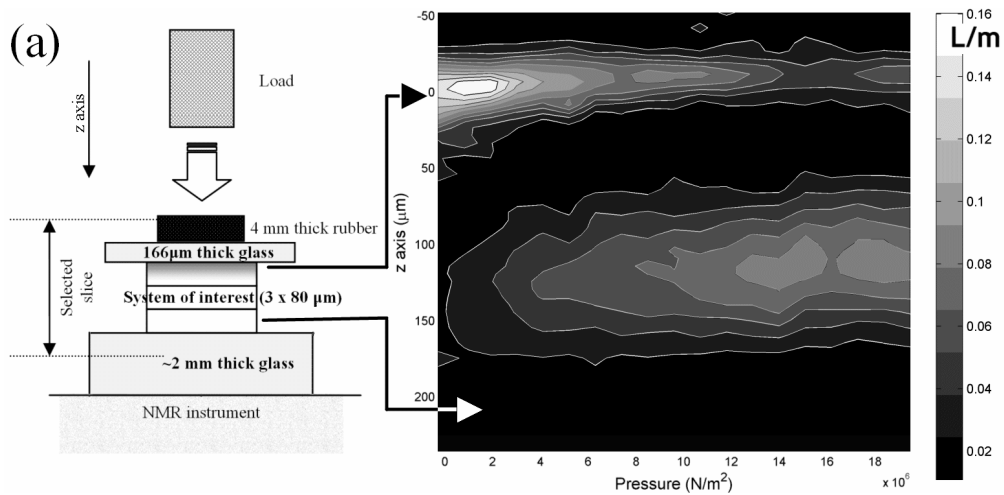 (a)
z axis
Load
4 mm thick rubber
166μm thick glass
Selected
slice
System of interest (3 x 80 μm)
~2 mm thick glass
NMR instrument
-50
0
50
100
150
200
z axis (μm)
0 2 4 6 8 10 12 14 16 18
Pressure (N/m²)
x 10⁶
L/m
0.16
0.14
0.12
0.1
0.08
0.06
0.04
0.02